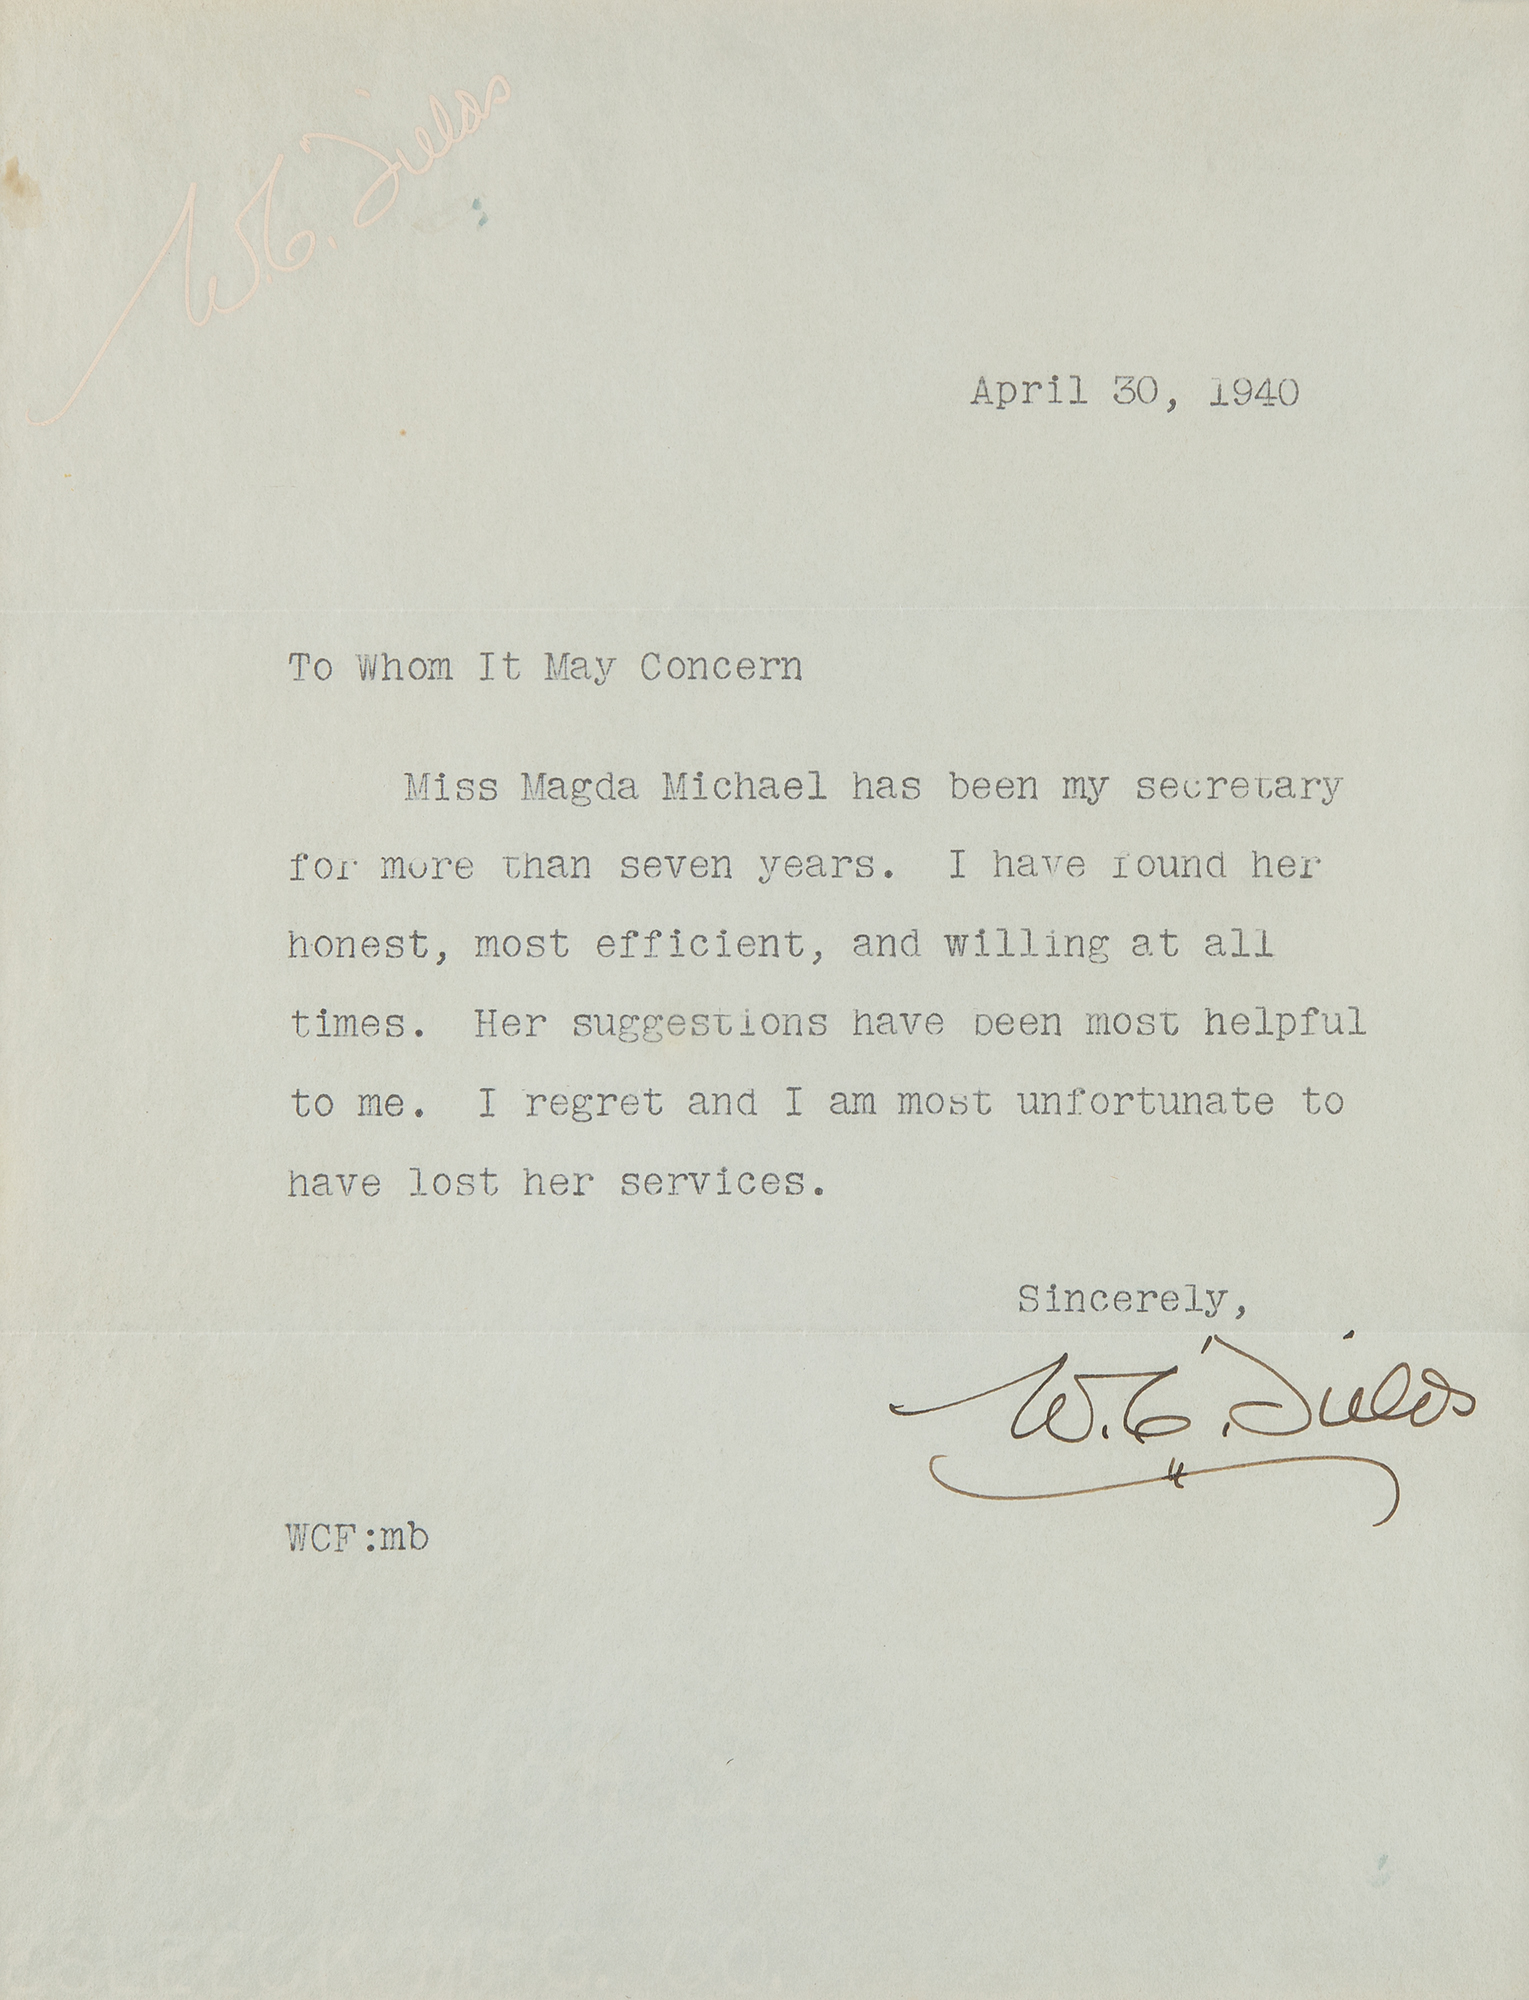 W.C. Fields
April 30, 1940
To Whom It May Concern
Miss Magda Michael has been my secretary
for more than seven years. I have found her
honest, most efficient, and willing at all
times. Her suggestions have been most helpful
to me. I regret and I am most unfortunate to
have lost her services.
Sincerely,
W.C. Fields
WCF:mb